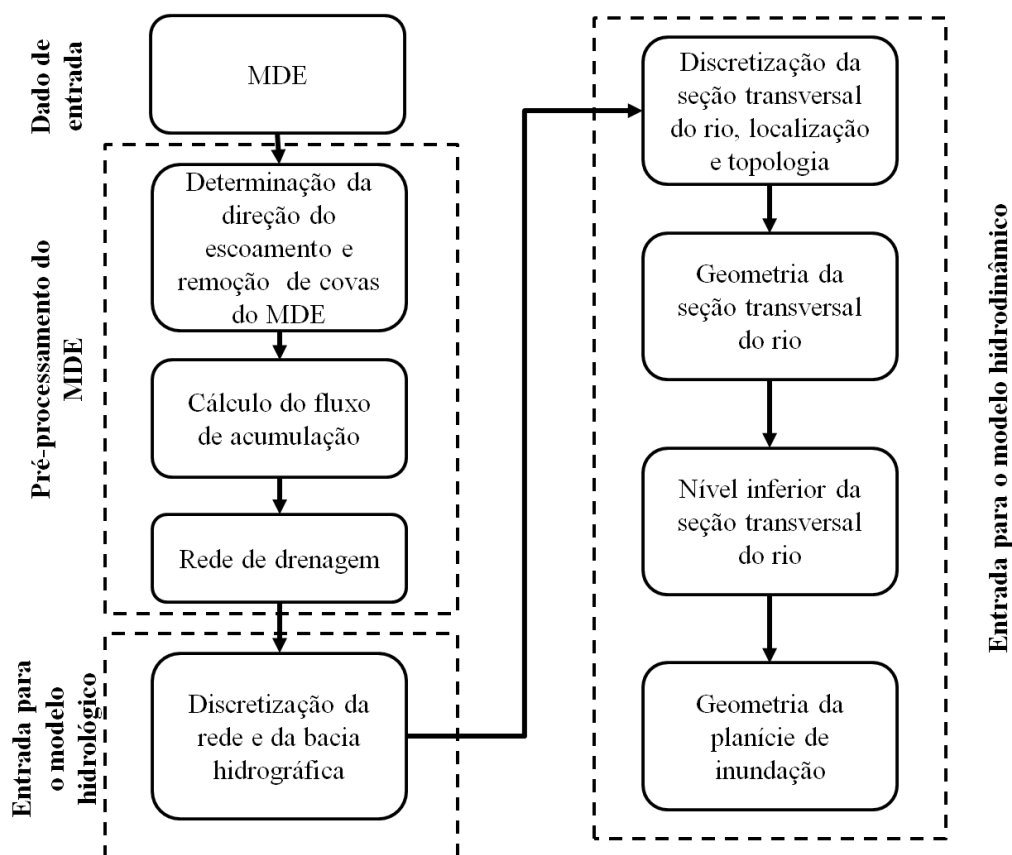 Dado de
entrada
MDE
Pré-processamento do
MDE
Determinação da
direção do
escoamento e
remoção de covas
do MDE
Cálculo do fluxo
de acumulação
Rede de drenagem
Entrada para
o modelo
hidrológico
Discretização da
rede e da bacia
hidrográfica
Discretização da
seção transversal
do rio, localização
e topologia
Geometria da
seção transversal
do rio
Nível inferior da
seção transversal
do rio
Geometria da
planície de
inundação
Entrada para o modelo hidrodinâmico